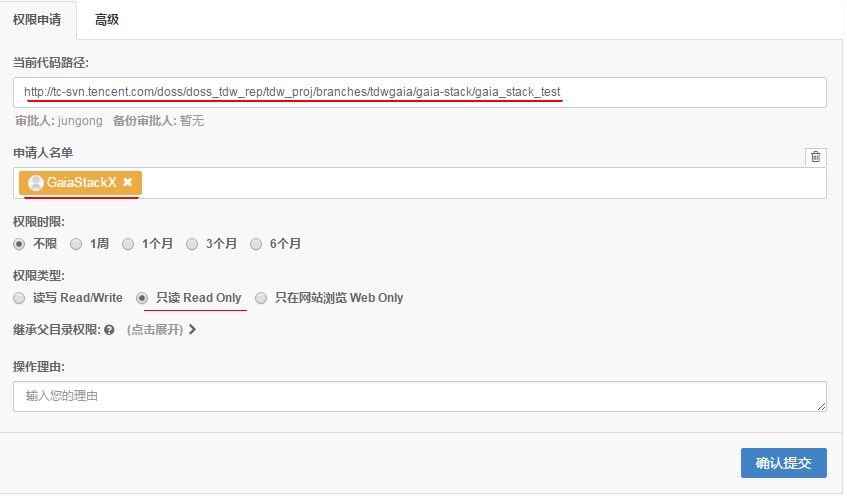 权限申请 高级
当前代码路径:
http://tc-svn.tencent.com/doss/doss_tdw_rep/tdw_proj/branches/tdwgaia/gaia-stack/gaia_stack_test
审批人: jungong 备份审批人: 暂无
申请人名单
GaiaStackX ✖
权限时限:
不限 1周 1个月 3个月 6个月
权限类型:
读写 Read/Write 只读 Read Only 只在网站浏览 Web Only
继承父目录权限: (点击展开)
操作理由:
输入您的理由
确认提交